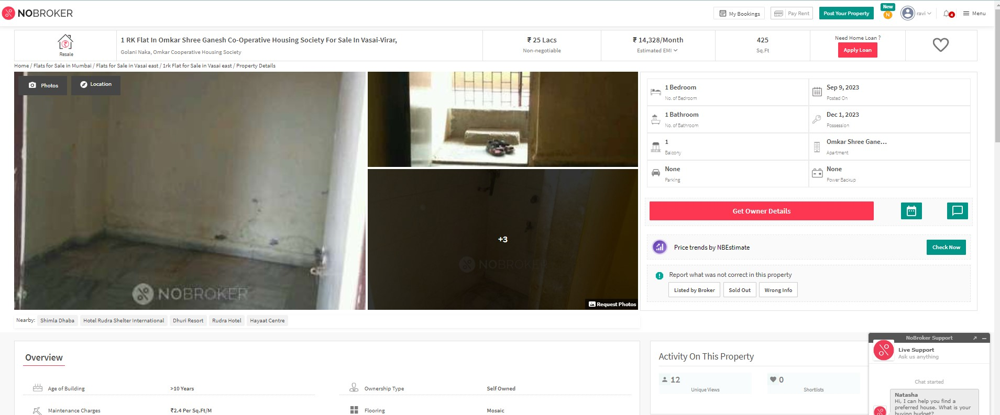 NOBROKER
My Bookings
Pay Rent
Post Your Property
New
N
ravi
4
Menu
Resale
1 RK Flat In Omkar Shree Ganesh Co-Operative Housing Society For Sale In Vasai-Virar,
Golani Naka, Omkar Cooperative Housing Society
₹ 25 Lacs
Non-negotiable
₹ 14,328/Month
Estimated EMI
425
Sq.Ft
Need Home Loan ?
Apply Loan
Home / Flats for Sale in Mumbai / Flats for Sale in Vasai east / 1rk Flat for Sale in Vasai east / Property Details
Photos
Location
NOBROKER
+3
NOBROKER
Request Photos
1 Bedroom
No. of Bedroom
Sep 9, 2023
Posted On
1 Bathroom
No. of Bathroom
Dec 1, 2023
Possession
1
Balcony
Omkar Shree Gane...
Apartment
None
Parking
None
Power Backup
Get Owner Details
Price trends by NBEstimate
Check Now
Report what was not correct in this property
Listed by Broker
Sold Out
Wrong Info
Nearby:
Shimla Dhaba
Hotel Rudra Shelter International
Dhuri Resort
Rudra Hotel
Hayaat Centre
Overview
Age of Building
>10 Years
Ownership Type
Self Owned
Maintenance Charges
₹2.4 Per Sq.Ft/M
Flooring
Mosaic
Activity On This Property
12
Unique Views
0
Shortlists
NoBroker Support
Live Support
Ask us anything
Chat started
Natasha
Hi, I can help you find a
preferred house. What is your
buying budget?